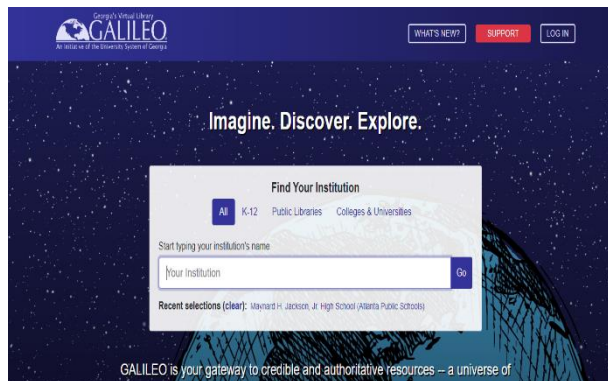 Georgia's Virtual Library
GALILEO
An Initiative of the University System of Georgia
WHAT'S NEW?
SUPPORT
LOG IN
Imagine. Discover. Explore.
Find Your Institution
All K-12 Public Libraries Colleges & Universities
Start typing your institution's name
Your Institution
Go
Recent selections (clear): Maynard H. Jackson, Jr. High School (Atlanta Public Schools)
GALILEO is your gateway to credible and authoritative resources – a universe of